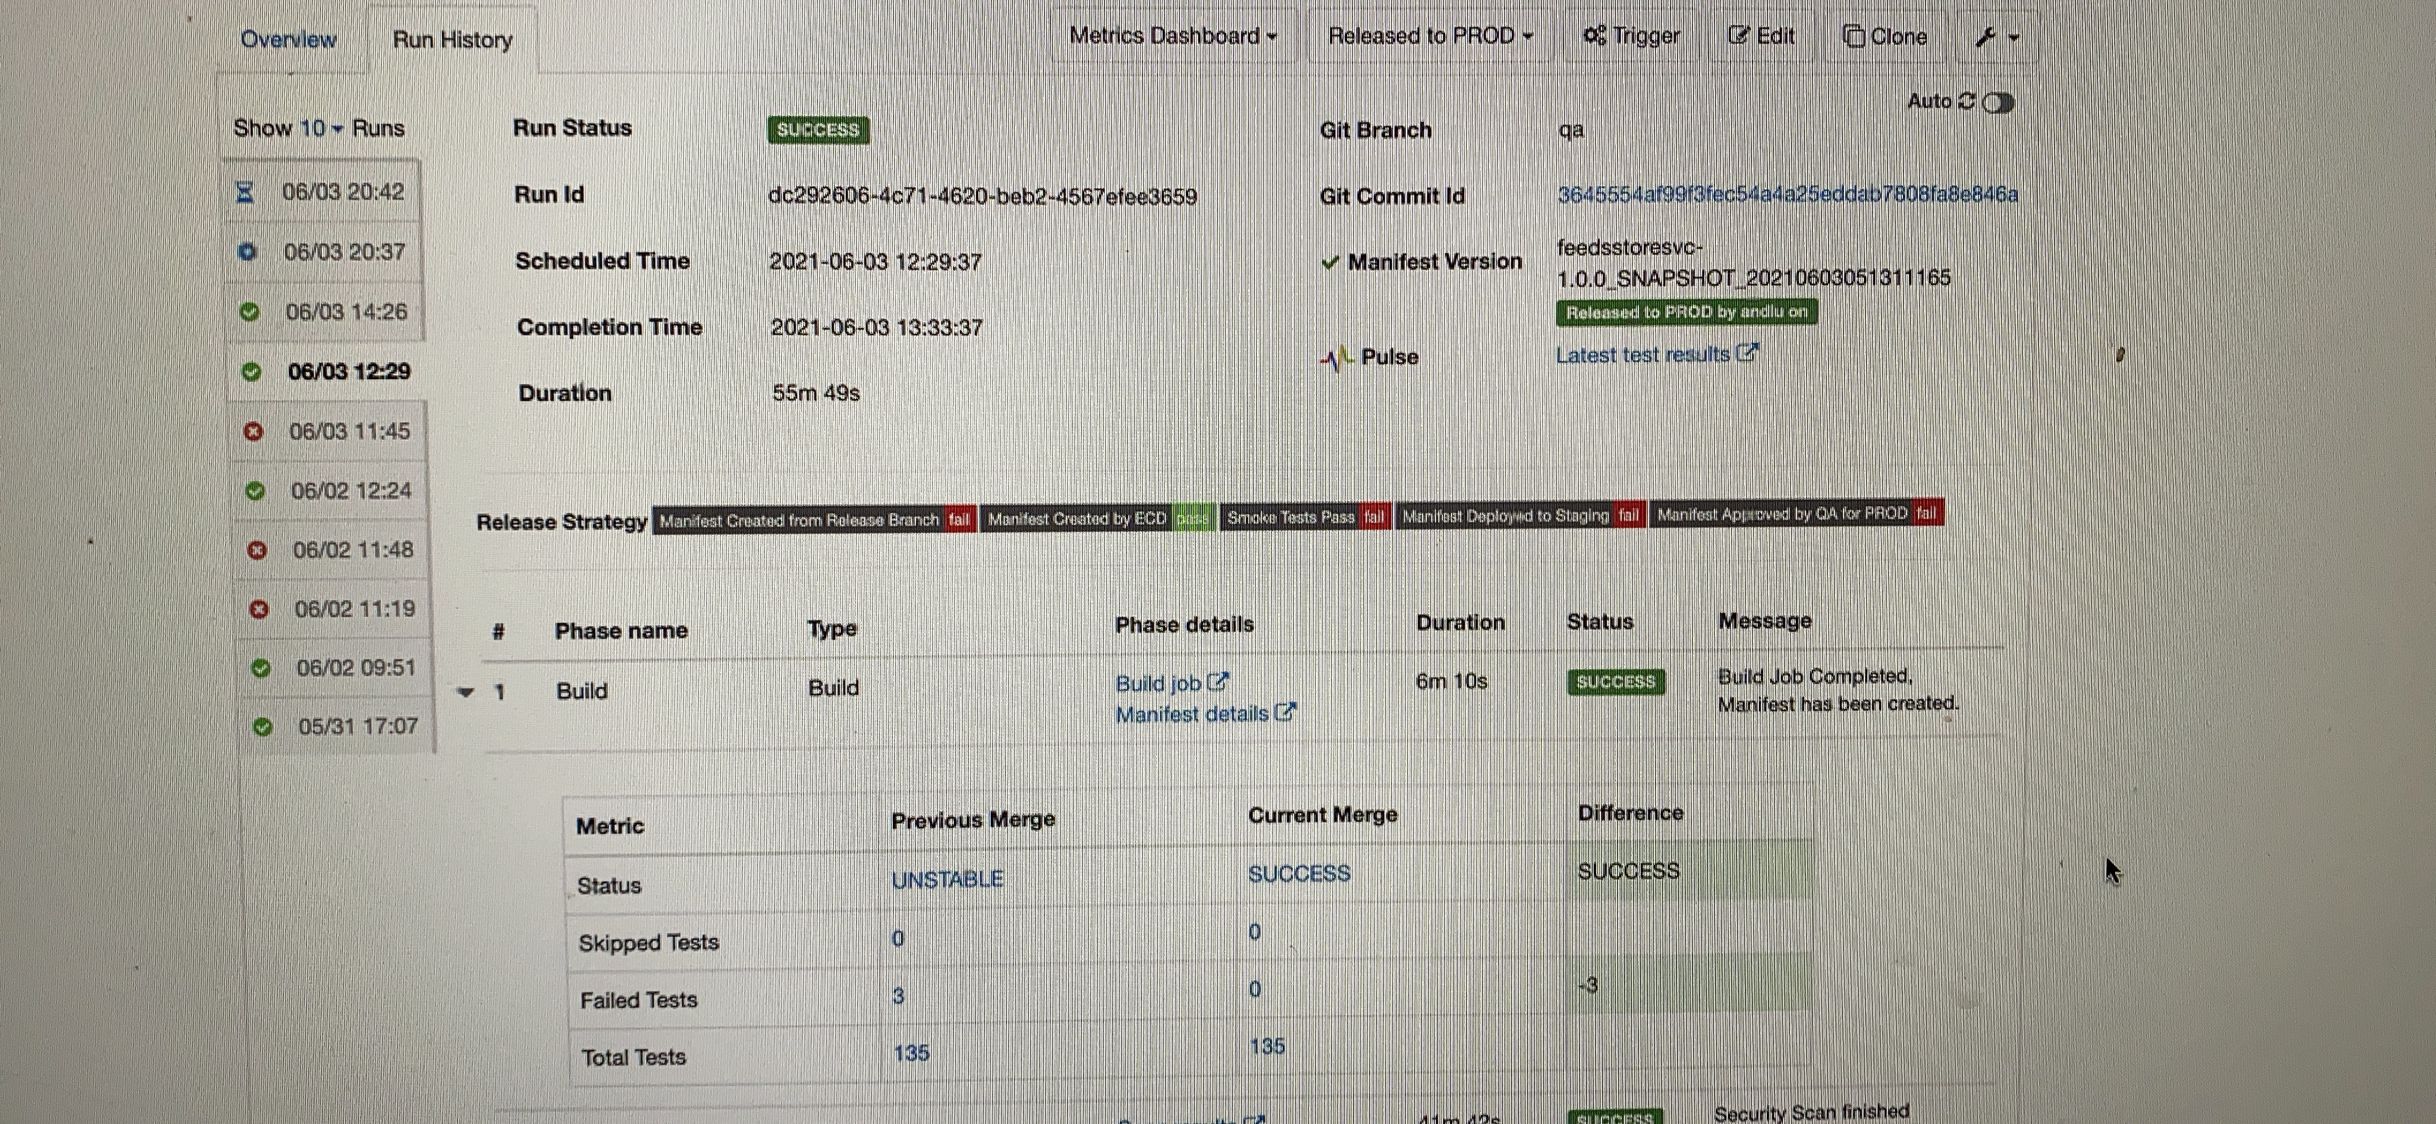 Overview
Run History
Metrics Dashboard
Released to PROD
Trigger
Edit
Clone
Auto
Show 10 Runs
06/03 20:42
06/03 20:37
06/03 14:26
06/03 12:29
06/03 11:45
06/02 12:24
06/02 11:48
06/02 11:19
06/02 09:51
05/31 17:07
Run Status SUCCESS
Run Id dc292606-4c71-4620-beb2-4567efee3659
Scheduled Time 2021-06-03 12:29:37
Completion Time 2021-06-03 13:33:37
Duration 55m 49s
Git Branch qa
Git Commit Id 3645554af99f3fec54a4a25eddab7808fa8e846a
Manifest Version feedsstoresvc-
1.0.0_SNAPSHOT_20210603051311165
Released to PROD by andlu on
Pulse Latest test results
Release Strategy Manifest Created from Release Branch fail Manifest Created by ECD pass Smoke Tests Pass fail Manifest Deployed to Staging fail Manifest Approved by QA for PROD fail
# Phase name Type Phase details Duration Status Message
1 Build Build Build job 6m 10s SUCCESS Build Job Completed,
Manifest details Manifest has been created.
Metric Previous Merge Current Merge Difference
Status UNSTABLE SUCCESS SUCCESS
Skipped Tests 0 0
Failed Tests 3 0 -3
Total Tests 135 135
SUCCESS Security Scan finished